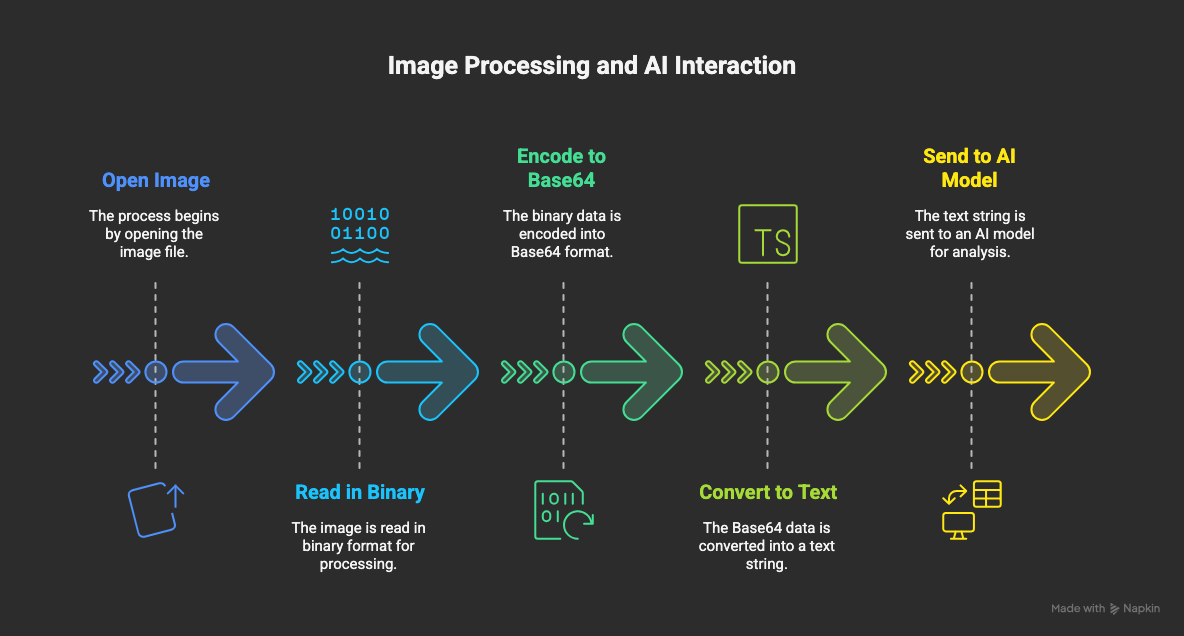 Image Processing and AI Interaction
Open Image
The process begins
by opening the
image file.
10010
01100
Read in Binary
The image is read in
binary format for
processing.
Encode to
Base64
The binary data is
encoded into
Base64 format.
1011
01
TS
Convert to Text
The Base64 data is
converted into a text
string.
Send to AI
Model
The text string is
sent to an AI model
for analysis.
Made with Napkin